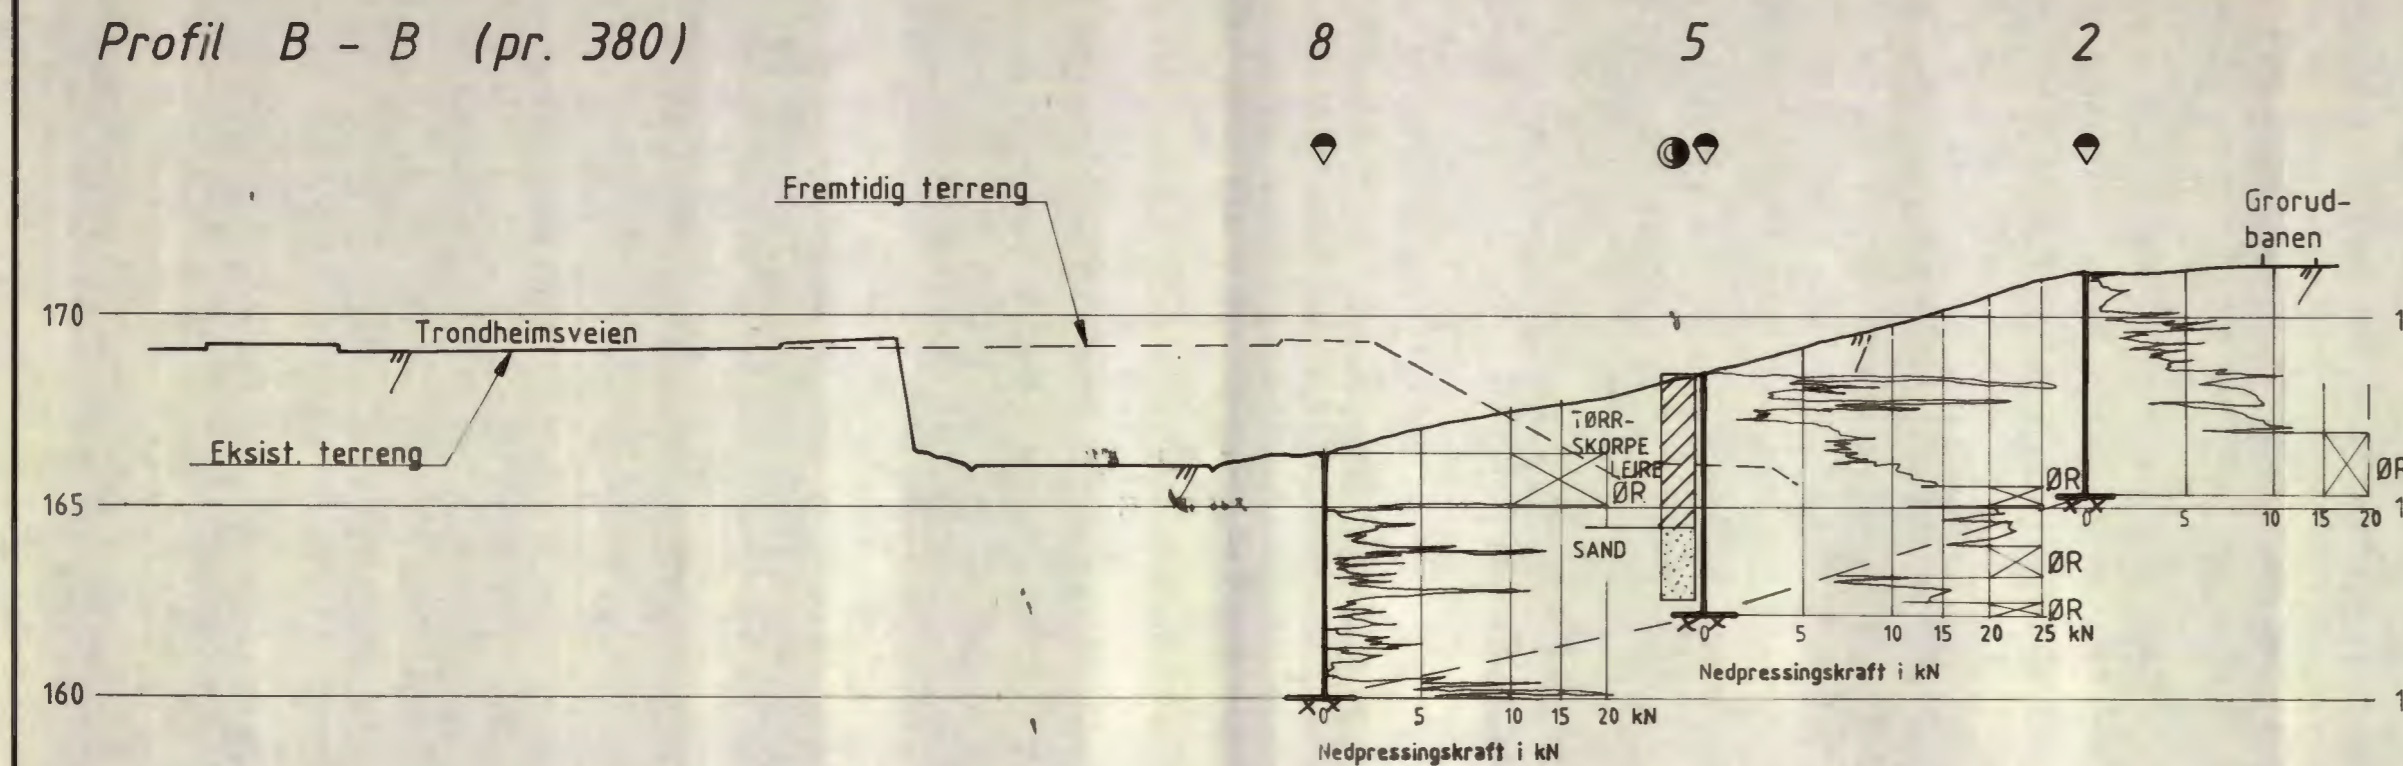 Profil B - B (pr. 380)
8
5
2
Fremtidig terreng
Grorud-
banen
170
Trondheimsveien
Eksist. terreng
TØRR-
SKORPE
LEIRE
ØR
ØR
ØR
165
0 5 10 15 20
SAND
ØR
ØR
0 5 10 15 20 25 kN
Nedpressingskraft i kN
160
0 5 10 15 20 kN
Nedpressingskraft i kN